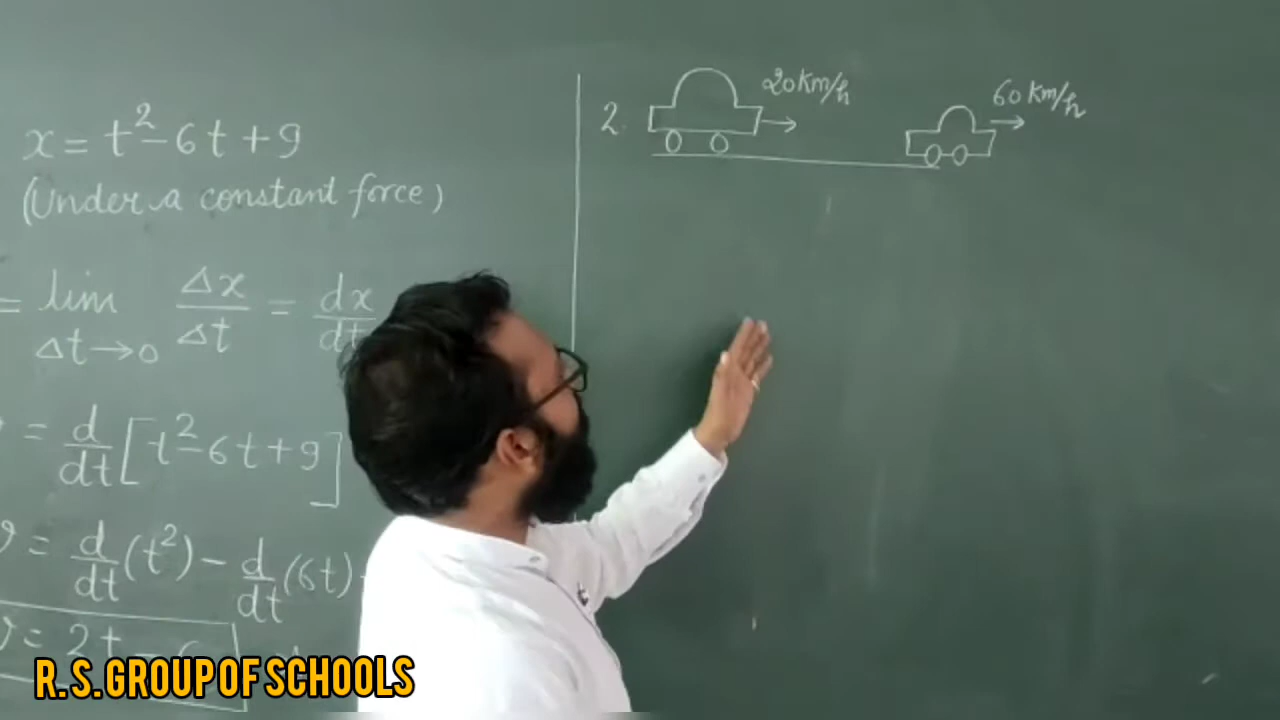 x = t² - 6t + 9
(Under a constant force)
= lim Δt→0 Δx/Δt = dx/dt
= d/dt [t² - 6t + 9]
v = d/dt (t²) - d/dt (6t)
v = 2t - 6
2. 20 Km/h 60 Km/h
R. S. GROUP OF SCHOOLS